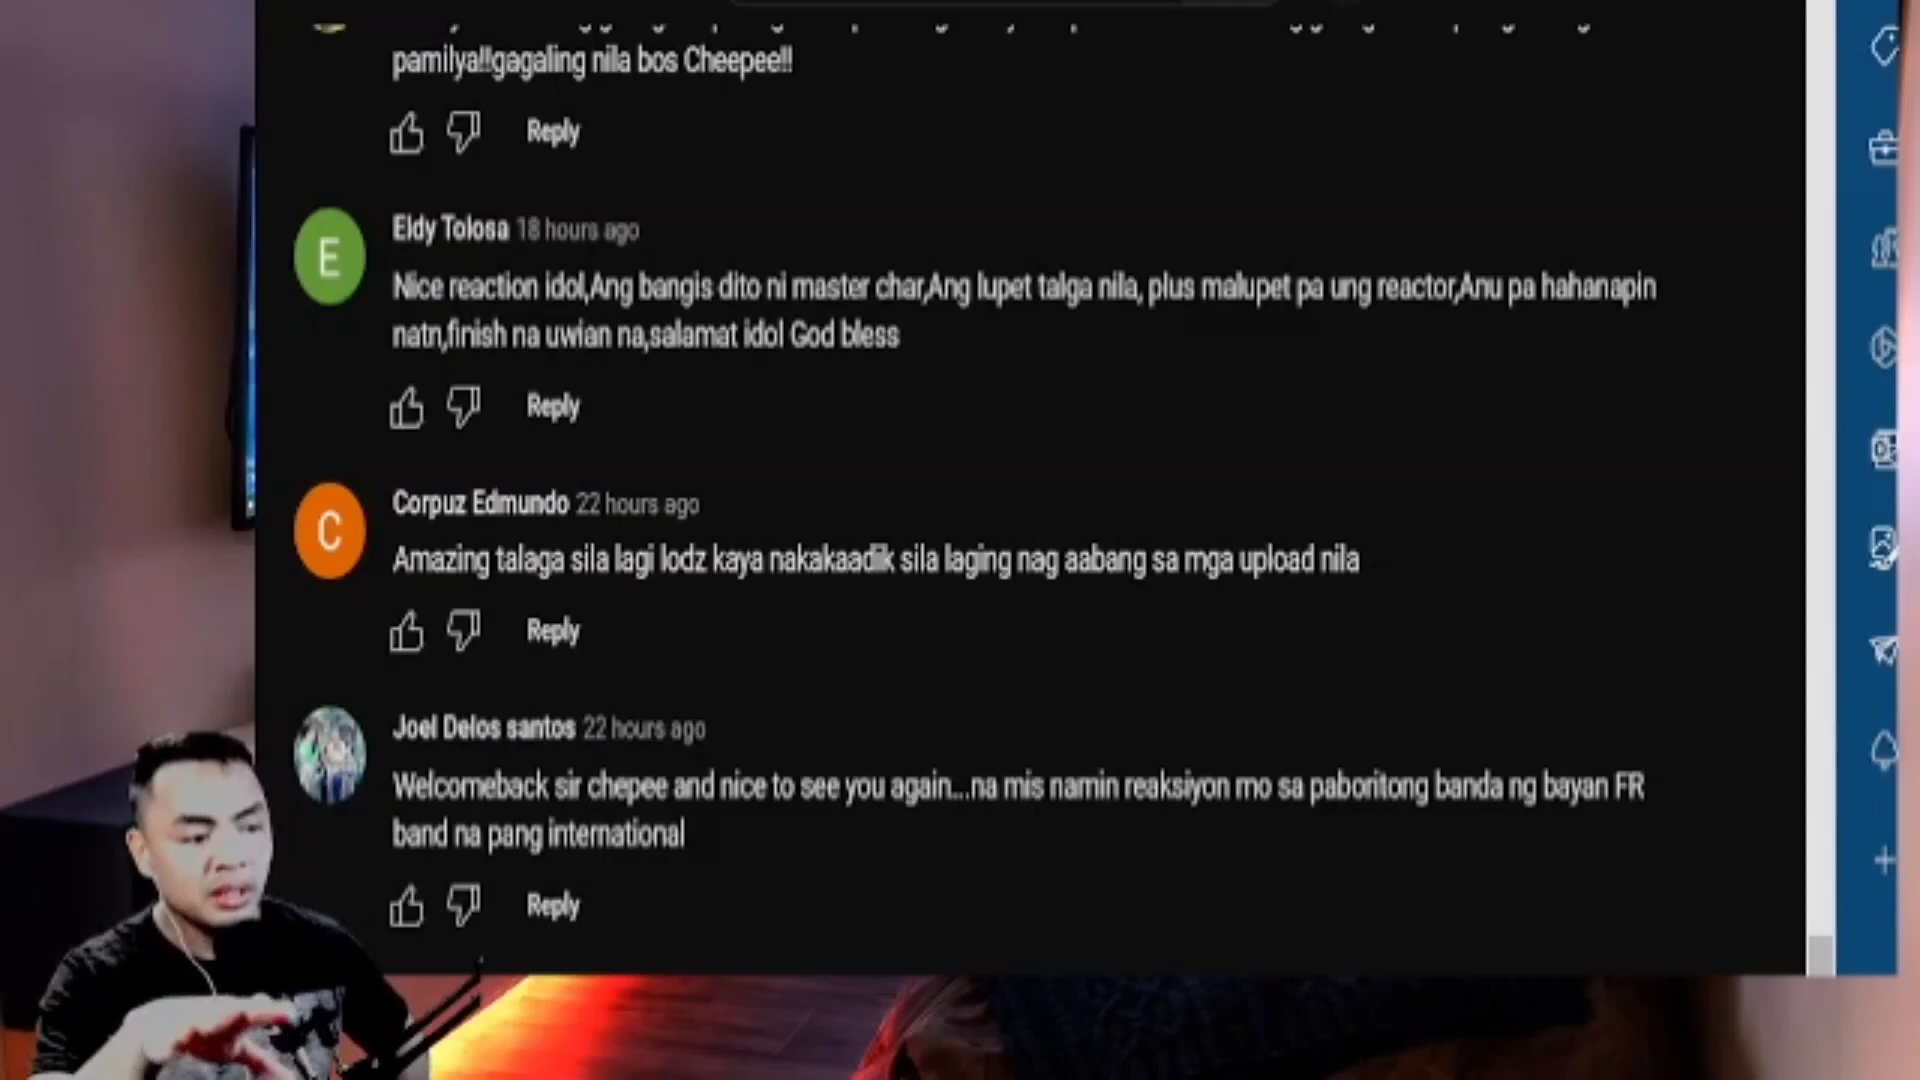 pamilya!!gagaling nila bos Cheepee!!
Reply
E
Eldy Tolosa 18 hours ago
Nice reaction idol,Ang bangis dito ni master char,Ang lupet talga nila, plus malupet pa ung reactor,Anu pa hahanapin
natn,finish na uwian na,salamat idol God bless
Reply
C
Corpuz Edmundo 22 hours ago
Amazing talaga sila lagi lodz kaya nakakaadik sila laging nag aabang sa mga upload nila
Reply
Joel Delos santos 22 hours ago
Welcomeback sir chepee and nice to see you again...na mis namin reaksiyon mo sa paboritong banda ng bayan FR
band na pang international
Reply